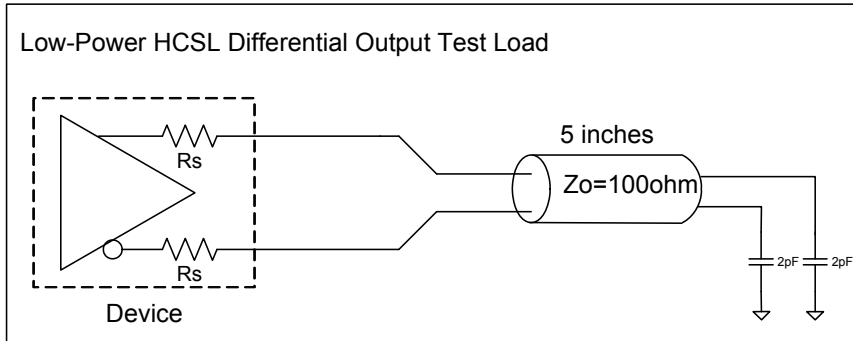 Low-Power HCSL Differential Output Test Load
Rs
5 inches
Zo=100ohm
Rs
2pF
2pF
Device